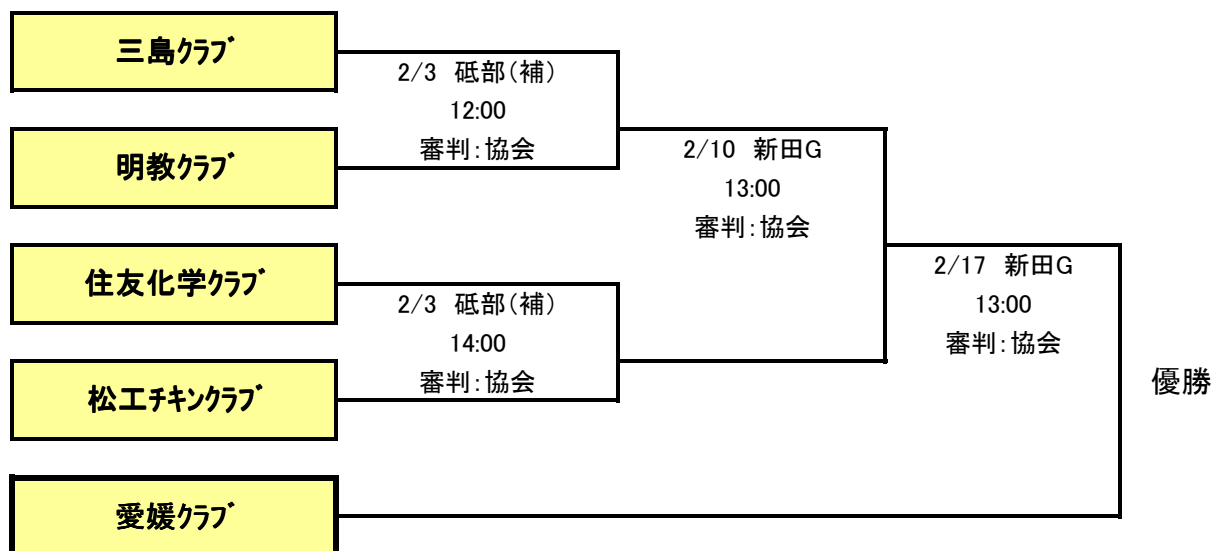 三島ｸﾗﾌﾞ
2/3 砥部(補)
12:00
審判:協会
明教ｸﾗﾌﾞ
2/10 新田G
13:00
審判:協会
住友化学ｸﾗﾌﾞ
2/3 砥部(補)
14:00
審判:協会
2/17 新田G
13:00
審判:協会
松工ﾁｷﾝｸﾗﾌﾞ
優勝
愛媛ｸﾗﾌﾞ